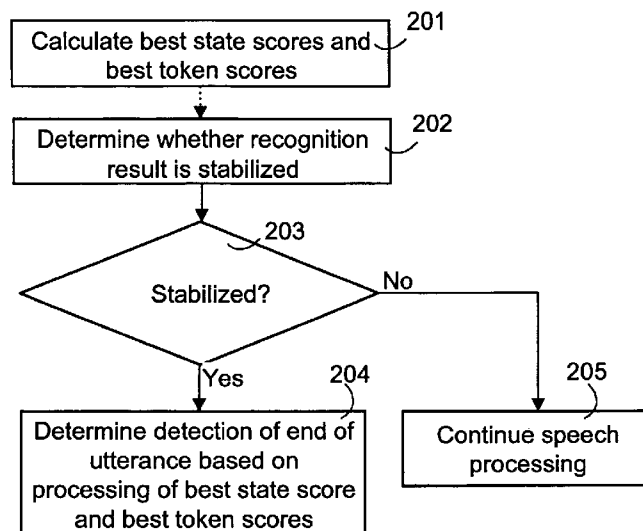 201
Calculate best state scores and
best token scores
202
Determine whether recognition
result is stabilized
203
Stabilized?
No
Yes
204
Determine detection of end of
utterance based on
processing of best state score
and best token scores
205
Continue speech
processing